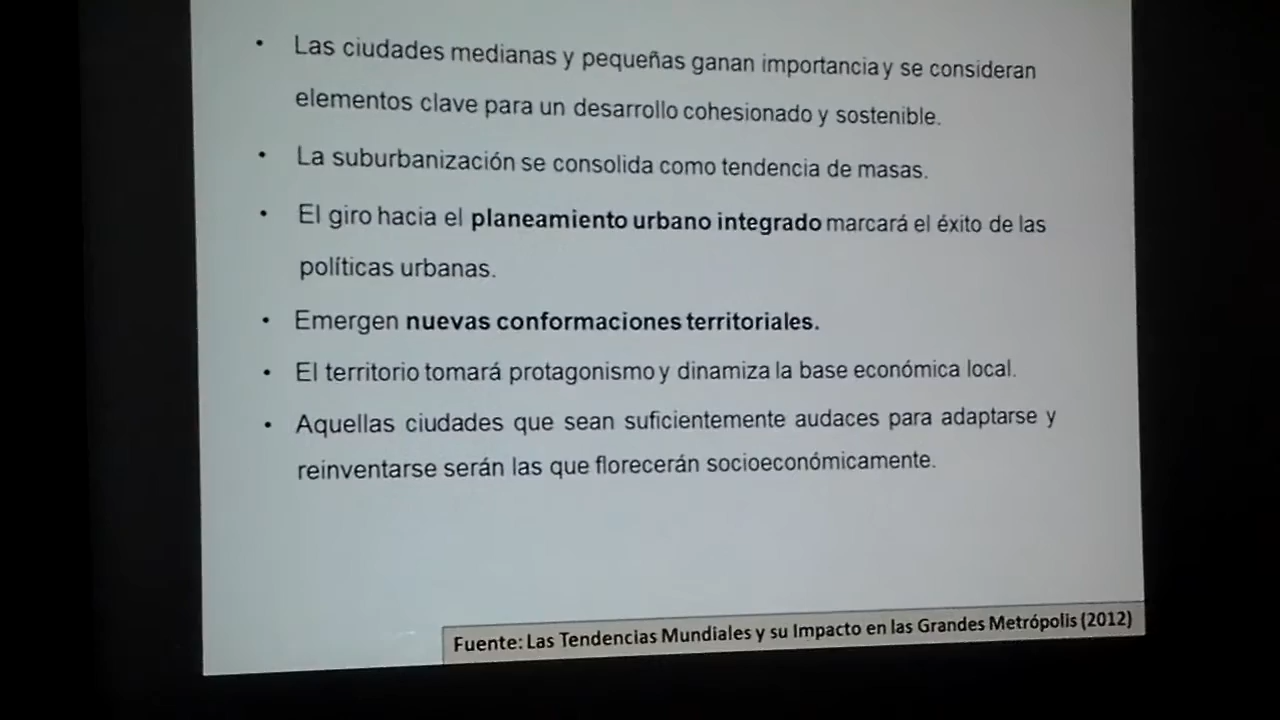 • Las ciudades medianas y pequeñas ganan importancia y se consideran
elementos clave para un desarrollo cohesionado y sostenible.
• La suburbanización se consolida como tendencia de masas.
• El giro hacia el planeamiento urbano integrado marcará el éxito de las
políticas urbanas.
• Emergen nuevas conformaciones territoriales.
• El territorio tomará protagonismo y dinamiza la base económica local.
• Aquellas ciudades que sean suficientemente audaces para adaptarse y
reinventarse serán las que florecerán socioeconómicamente.
Fuente: Las Tendencias Mundiales y su Impacto en las Grandes Metrópolis (2012)